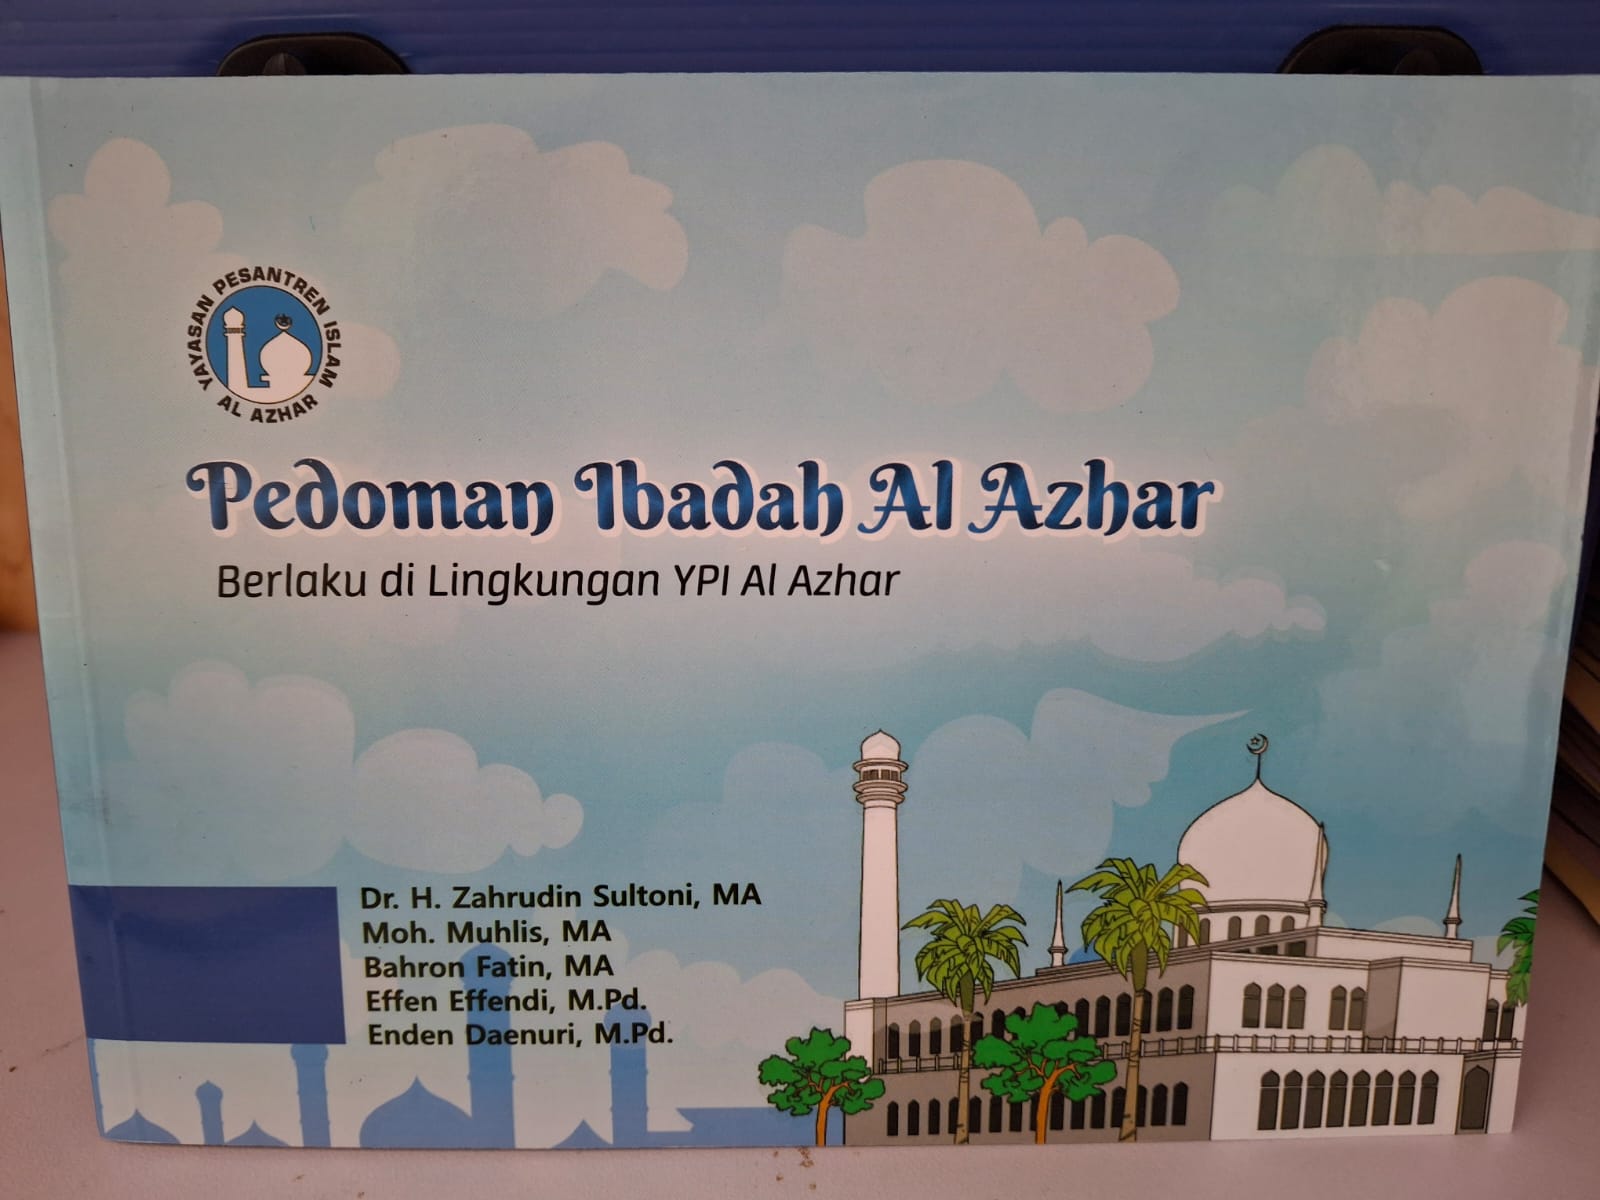 YAYASAN PESANTREN ISLAM
AL AZHAR
Pedoman Ibadah Al Azhar
Berlaku di Lingkungan YPI Al Azhar
Dr. H. Zahrudin Sultoni, MA
Moh. Muhlis, MA
Bahron Fatin, MA
Effen Effendi, M.Pd.
Enden Daenuri, M.Pd.